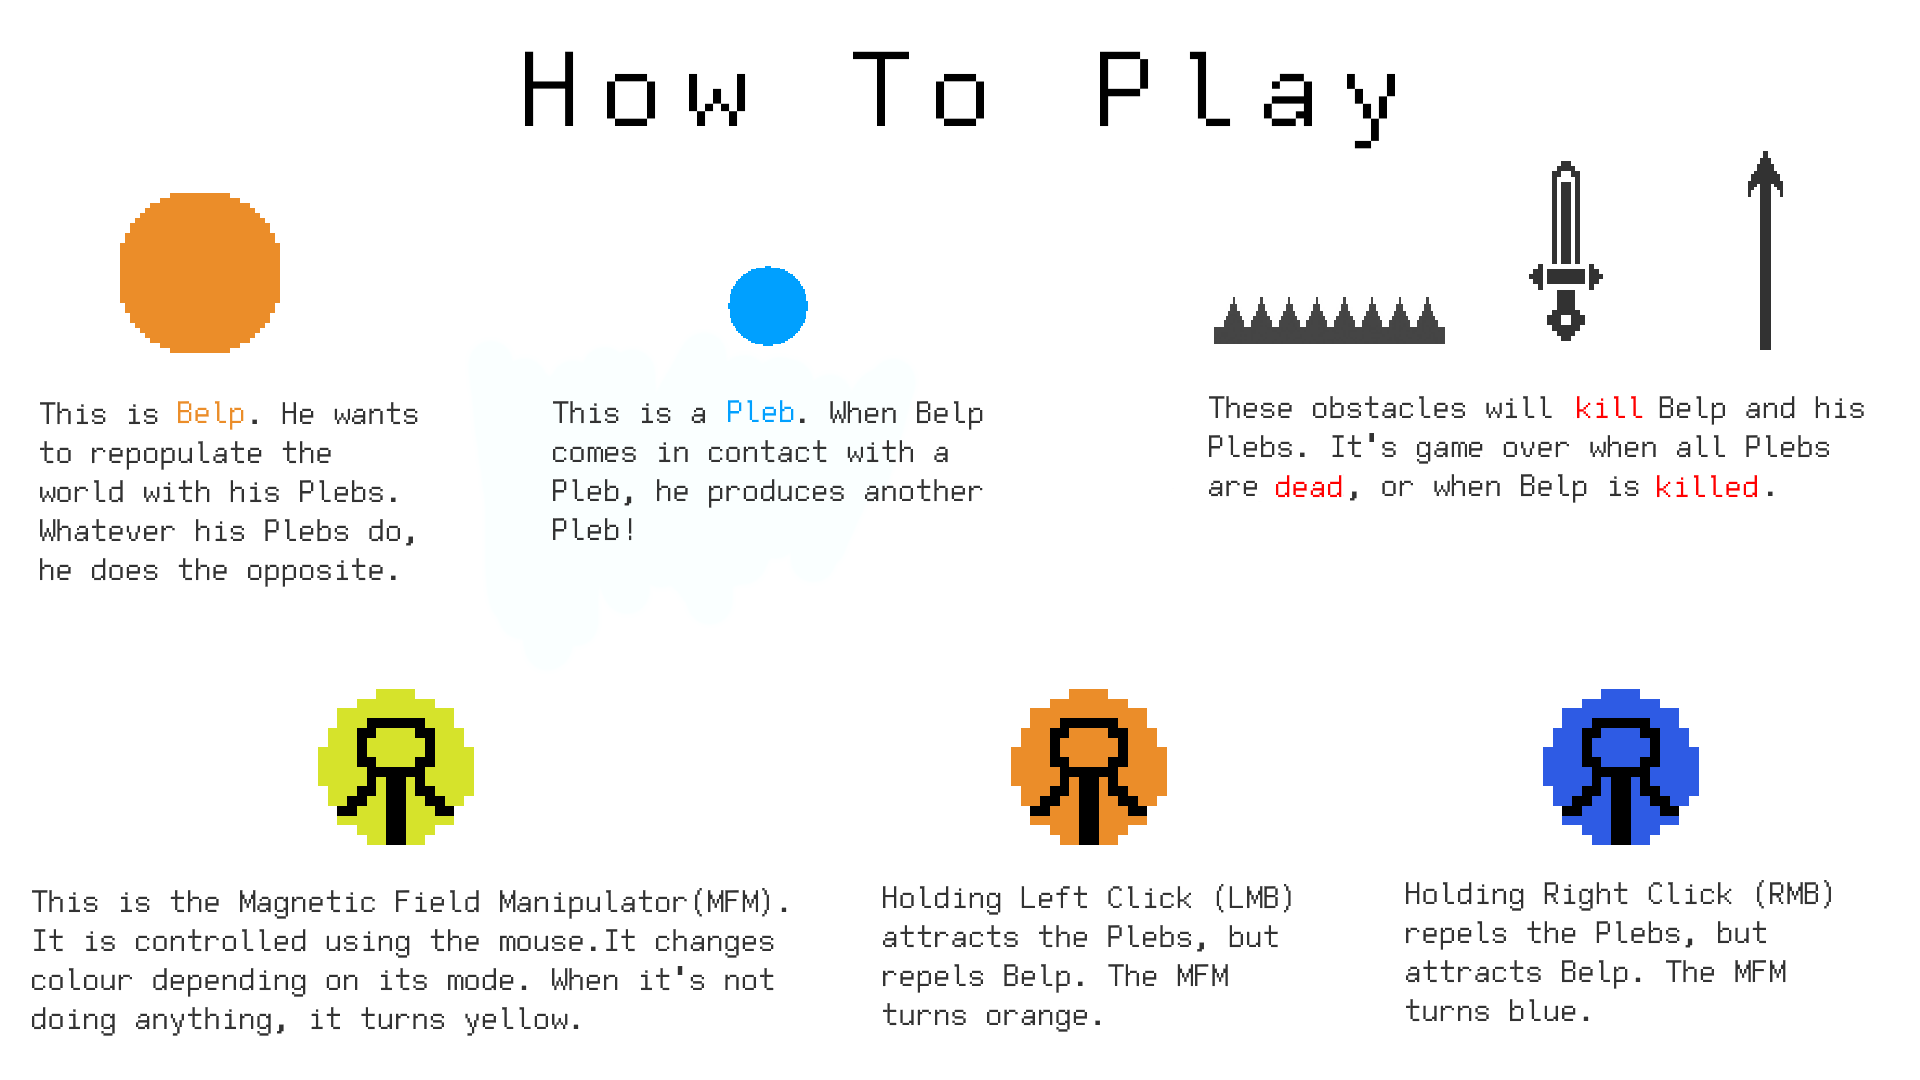 How To Play
This is Belp. He wants
to repopulate the
world with his Plebs.
Whatever his Plebs do,
he does the opposite.
This is a Pleb. When Belp
comes in contact with a
Pleb, he produces another
Pleb!
These obstacles will kill Belp and his
Plebs. It's game over when all Plebs
are dead, or when Belp is killed.
This is the Magnetic Field Manipulator(MFM).
It is controlled using the mouse.It changes
colour depending on its mode. When it's not
doing anything, it turns yellow.
Holding Left Click (LMB)
attracts the Plebs, but
repels Belp. The MFM
turns orange.
Holding Right Click (RMB)
repels the Plebs, but
attracts Belp. The MFM
turns blue.